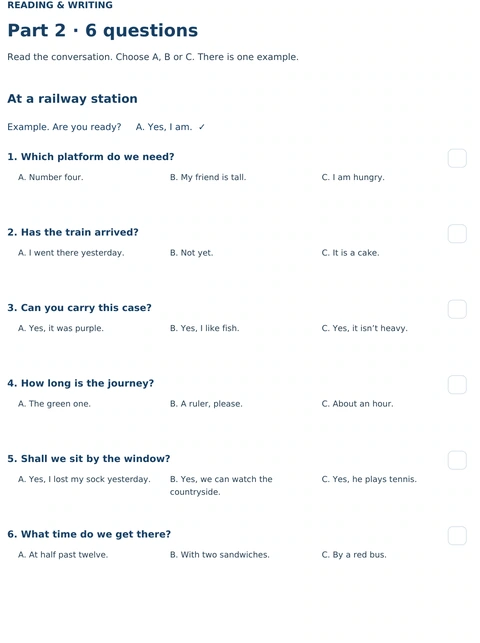 READING & WRITING
Part 2 · 6 questions
Read the conversation. Choose A, B or C. There is one example.
At a railway station
Example. Are you ready? A. Yes, I am. ✓
1. Which platform do we need?
A. Number four. B. My friend is tall. C. I am hungry.
2. Has the train arrived?
A. I went there yesterday. B. Not yet. C. It is a cake.
3. Can you carry this case?
A. Yes, it was purple. B. Yes, I like fish. C. Yes, it isn’t heavy.
4. How long is the journey?
A. The green one. B. A ruler, please. C. About an hour.
5. Shall we sit by the window?
A. Yes, I lost my sock yesterday. B. Yes, we can watch the countryside. C. Yes, he plays tennis.
6. What time do we get there?
A. At half past twelve. B. With two sandwiches. C. By a red bus.